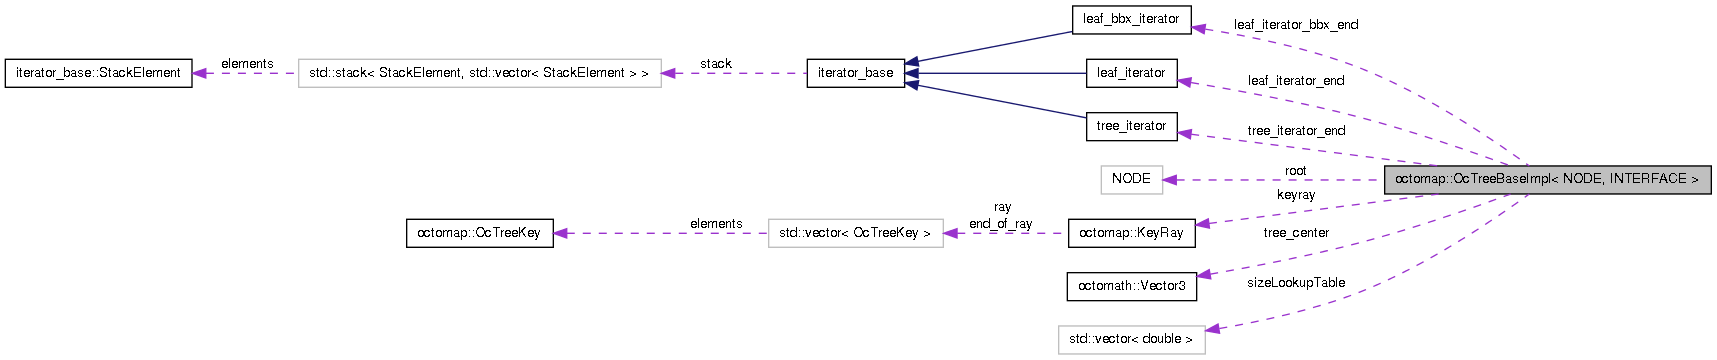 leaf_bbx_iterator
leaf_iterator_bbx_end
iterator_base::StackElement
elements
std::stack< StackElement, std::vector< StackElement > >
stack
iterator_base
leaf_iterator
leaf_iterator_end
tree_iterator
tree_iterator_end
NODE
root
octomap::OcTreeBaseImpl< NODE, INTERFACE >
keyray
octomap::OcTreeKey
elements
std::vector< OcTreeKey >
ray
end_of_ray
octomap::KeyRay
tree_center
octomath::Vector3
sizeLookupTable
std::vector< double >